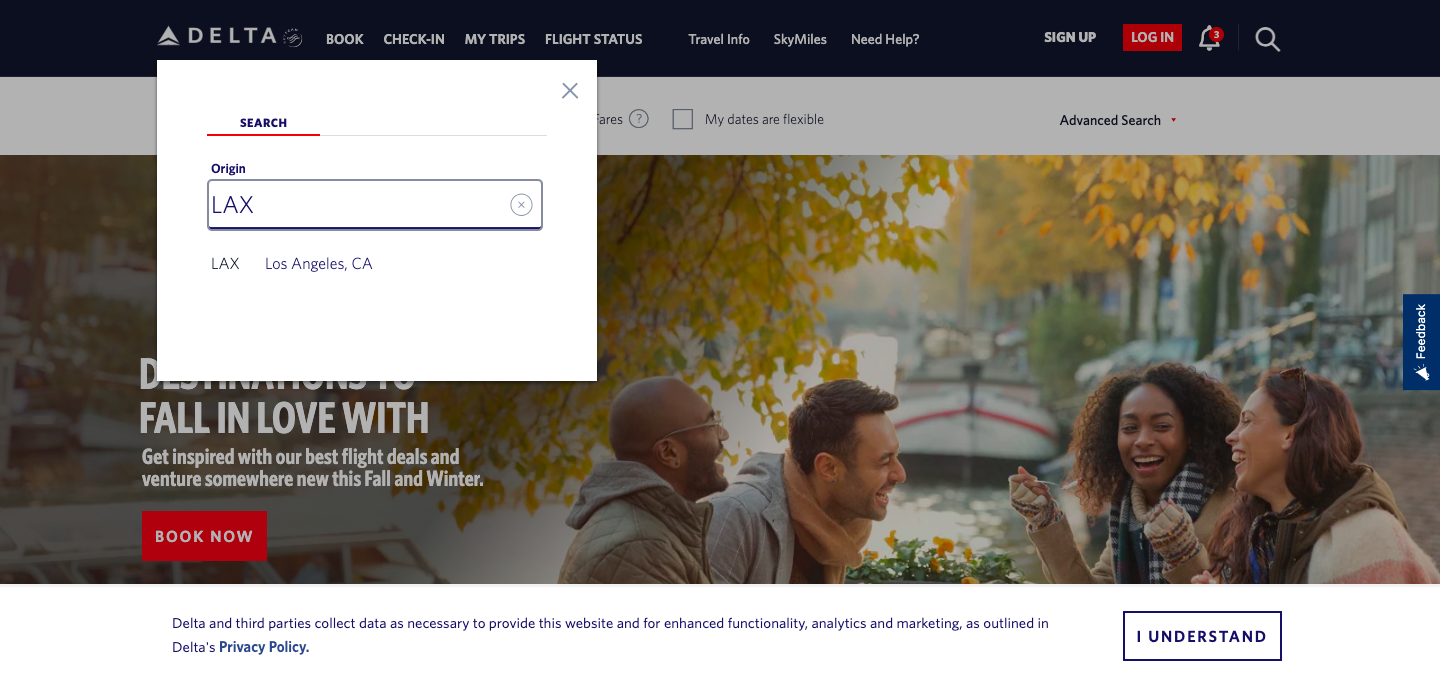 DELTA
BOOK
CHECK-IN
MY TRIPS
FLIGHT STATUS
Travel Info
SkyMiles
Need Help?
SIGN UP
LOG IN
3
SEARCH
Origin
LAX
LAX Los Angeles, CA
Fares ?
My dates are flexible
Advanced Search
DESTINATIONS TO
FALL IN LOVE WITH
Get inspired with our best flight deals and
venture somewhere new this Fall and Winter.
BOOK NOW
Feedback
Delta and third parties collect data as necessary to provide this website and for enhanced functionality, analytics and marketing, as outlined in
Delta's Privacy Policy.
I UNDERSTAND